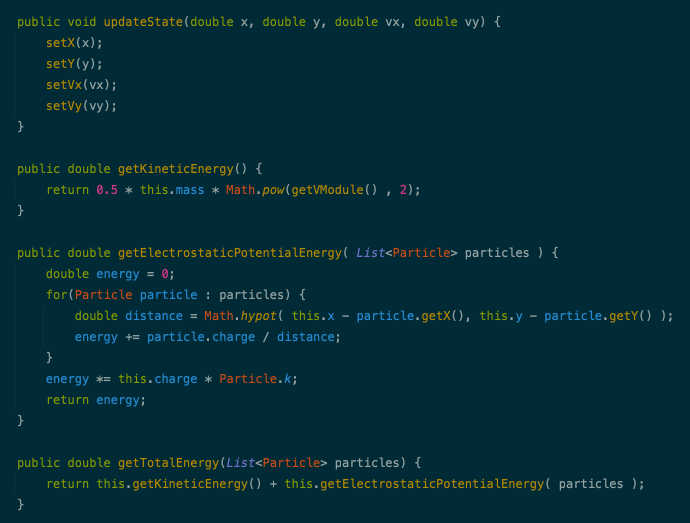 public void updateState(double x, double y, double vx, double vy) {
    setX(x);
    setY(y);
    setVx(vx);
    setVy(vy);
}

public double getKineticEnergy() {
    return 0.5 * this.mass * Math.pow(getVModule() , 2);
}

public double getElectrostaticPotentialEnergy( List<Particle> particles ) {
    double energy = 0;
    for(Particle particle : particles) {
        double distance = Math.hypot( this.x - particle.getX(), this.y - particle.getY() );
        energy += particle.charge / distance;
    }
    energy *= this.charge * Particle.k;
    return energy;
}

public double getTotalEnergy(List<Particle> particles) {
    return this.getKineticEnergy() + this.getElectrostaticPotentialEnergy( particles );
}